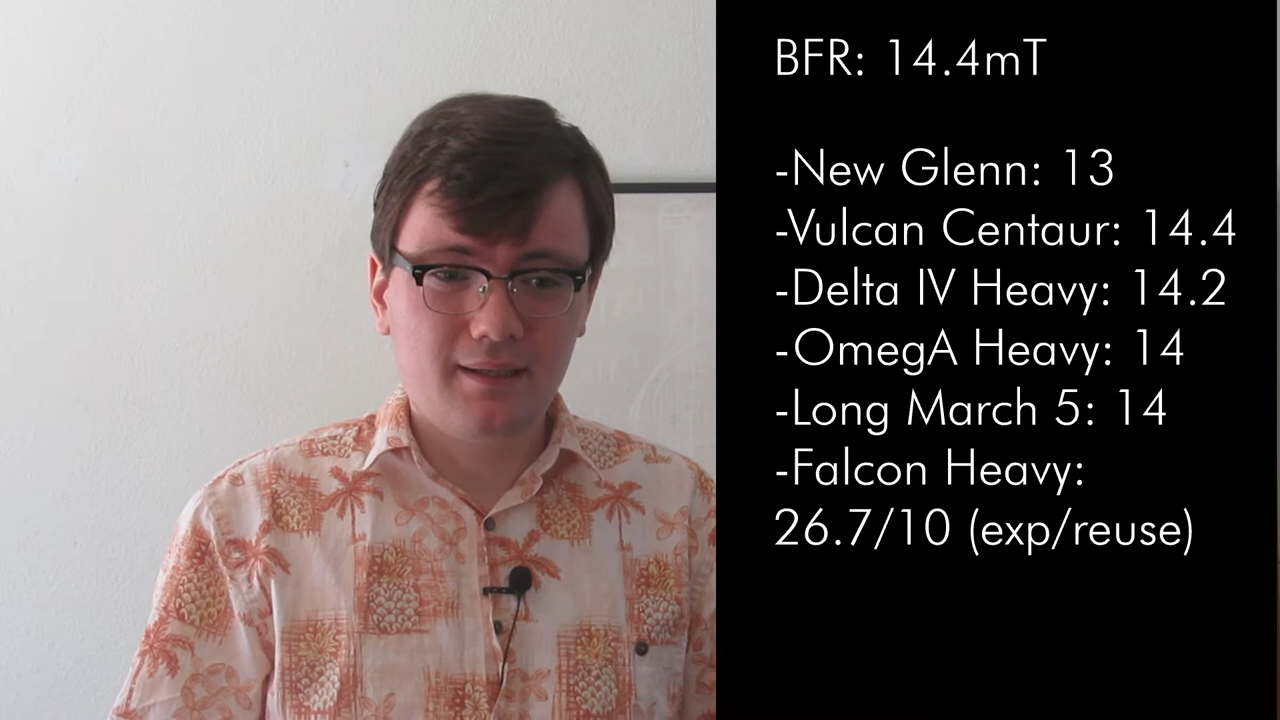 BFR: 14.4mT
-New Glenn: 13
-Vulcan Centaur: 14.4
-Delta IV Heavy: 14.2
-OmegA Heavy: 14
-Long March 5: 14
-Falcon Heavy:
26.7/10 (exp/reuse)